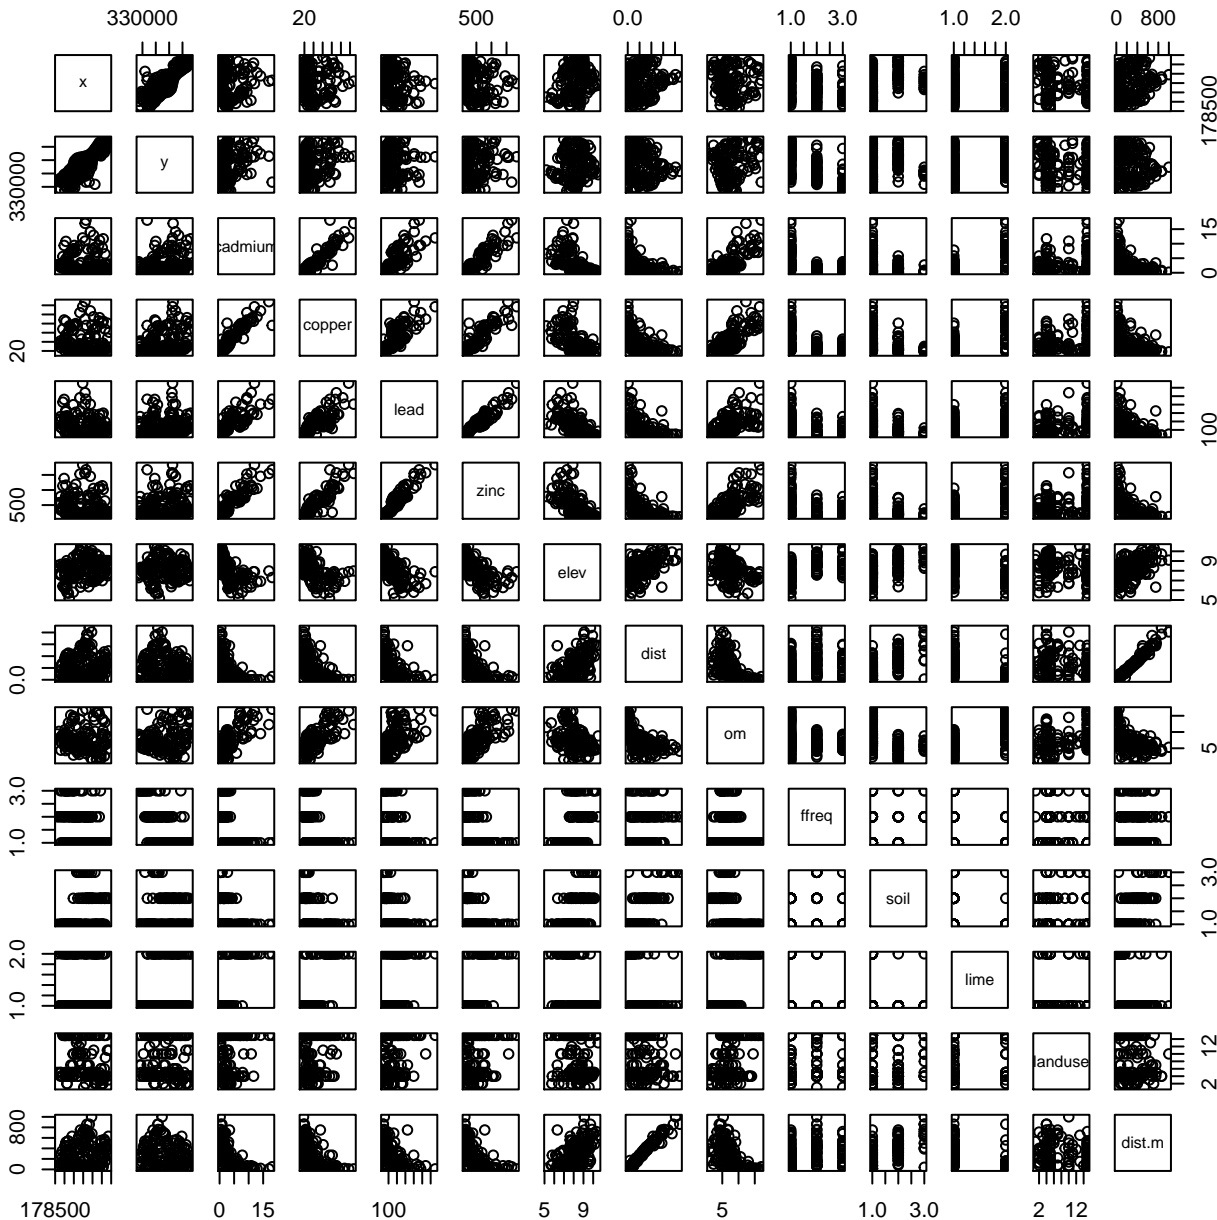 330000 20 500 0.0 1.0 3.0 1.0 2.0 0 800
x 178500
330000 y
cadmium 0 15
20 copper
lead 100
500 zinc
elev 5 9
0.0 dist
om 5
1.0 3.0 ffreq
soil 1.0 3.0
1.0 2.0 lime
landuse 2 12
0 800 dist.m
178500 0 15 100 5 9 5 1.0 3.0 2 12